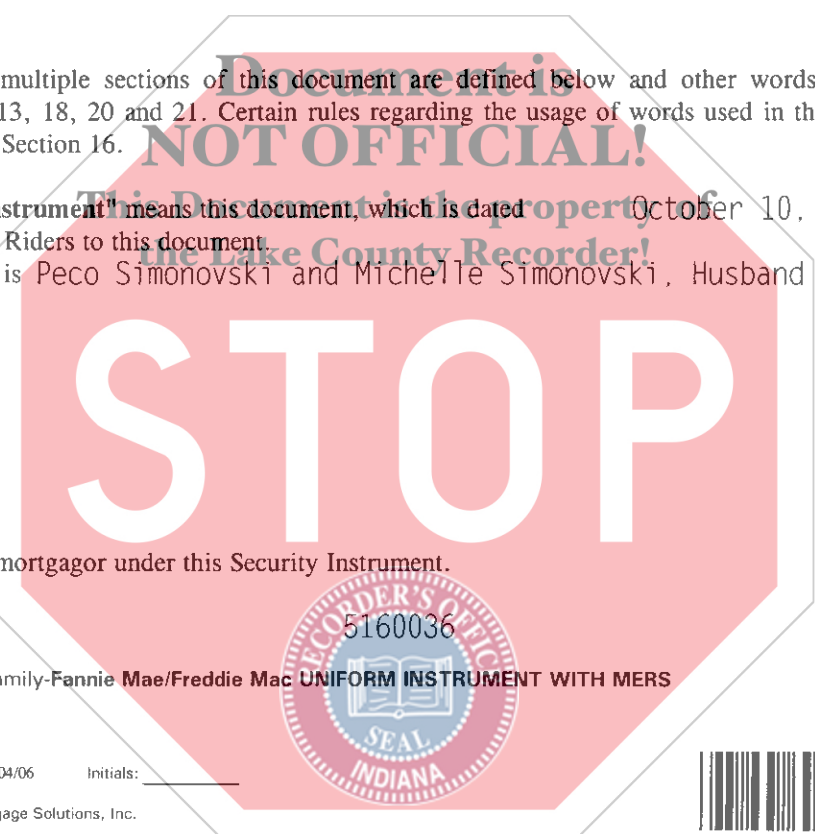 Document is
multiple sections of this document are defined below and other words
13, 18, 20 and 21. Certain rules regarding the usage of words used in th
Section 16.
NOT OFFICIAL!
strument" means this document, which is dated October 10,
This Document is the property of
Riders to this document.
the Lake County Recorder!
is Peco Simonovski and Michelle Simonovski, Husband
STOP
mortgagor under this Security Instrument.
RECORDER'S OFFICE
5160036
mily-Fannie Mae/Freddie Mac UNIFORM INSTRUMENT WITH MERS
SEAL
INDIANA
04/06 Initials:
gage Solutions, Inc.